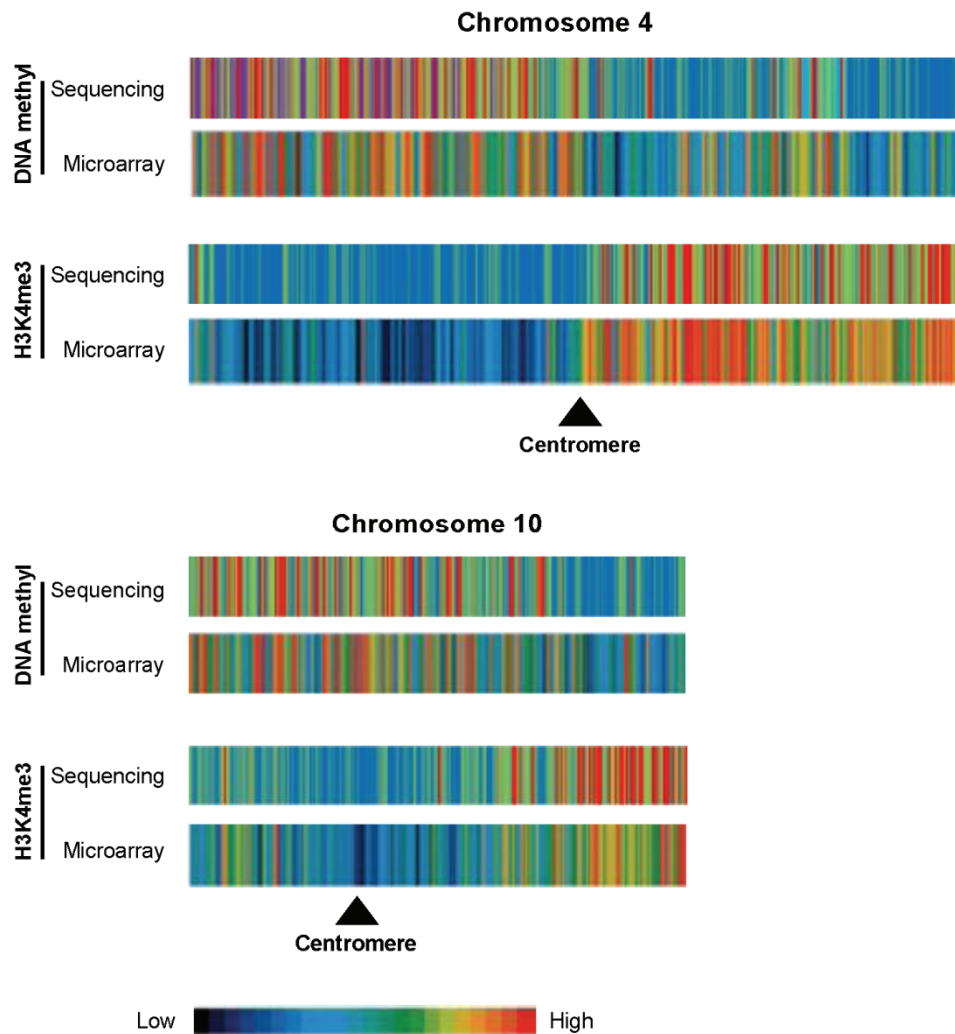 Chromosome 4
DNA methyl
Sequencing
Microarray
H3K4me3
Sequencing
Microarray
Centromere
Chromosome 10
DNA methyl
Sequencing
Microarray
H3K4me3
Sequencing
Microarray
Centromere
Low High